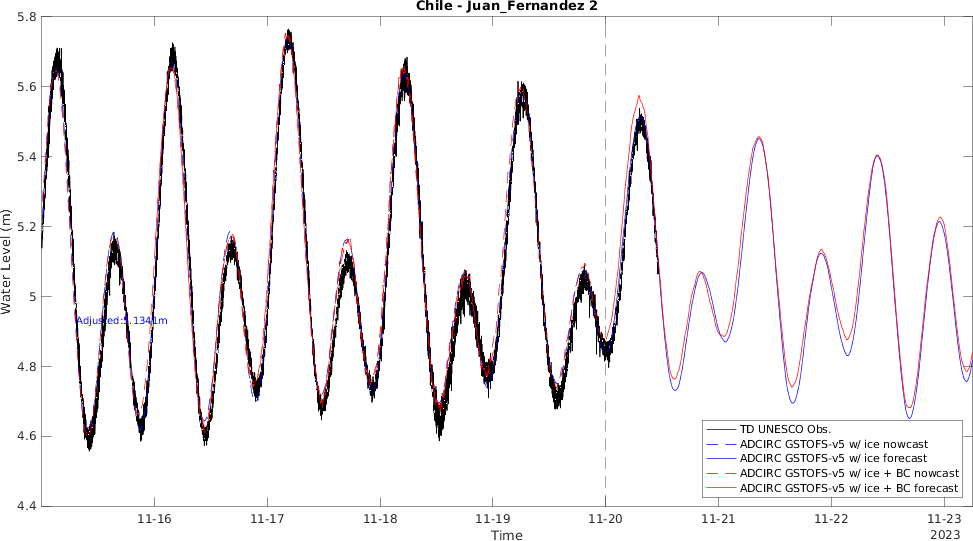 Chile - Juan_Fernandez 2
5.8
5.6
5.4
5.2
5
4.8
4.6
4.4
Water Level (m)
Adjusted:5.1341m
TD UNESCO Obs.
ADCIRC GSTOFS-v5 w/ ice nowcast
ADCIRC GSTOFS-v5 w/ ice forecast
ADCIRC GSTOFS-v5 w/ ice + BC nowcast
ADCIRC GSTOFS-v5 w/ ice + BC forecast
11-16 11-17 11-18 11-19 11-20 11-21 11-22 11-23
Time
2023